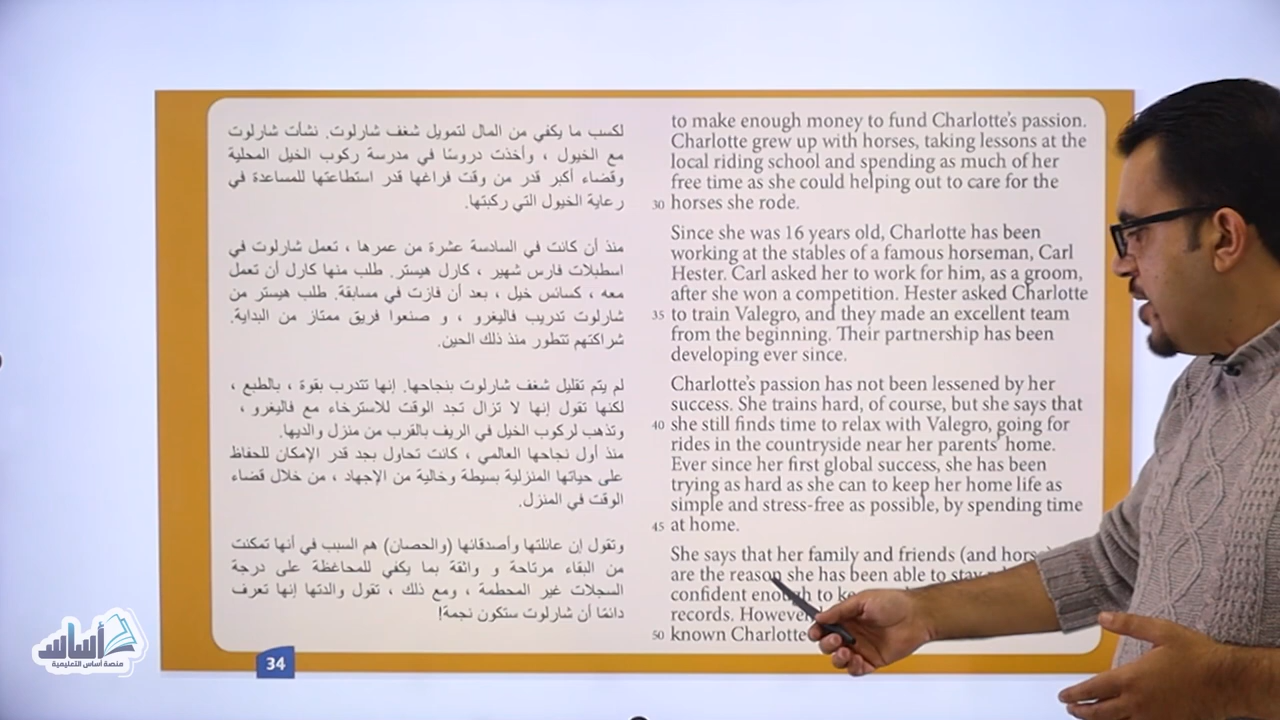 to make enough money to fund Charlotte's passion.
Charlotte grew up with horses, taking lessons at the
local riding school and spending as much of her
free time as she could helping out to care for the
30 horses she rode.
Since she was 16 years old, Charlotte has been
working at the stables of a famous horseman, Carl
Hester. Carl asked her to work for him, as a groom,
after she won a competition. Hester asked Charlotte
35 to train Valegro, and they made an excellent team
from the beginning. Their partnership has been
developing ever since.
Charlotte's passion has not been lessened by her
success. She trains hard, of course, but she says that
40 she still finds time to relax with Valegro, going for
rides in the countryside near her parents' home.
Ever since her first global success, she has been
trying as hard as she can to keep her home life as
simple and stress-free as possible, by spending time
45 at home.
She says that her family and friends (and
are the reason she has been able to
confident enough to
records. However
50 known Charlotte
لكسب ما يكفي من المال لتمويل شغف شارلوت. نشأت شارلوت
مع الخيول ، وأخذت دروسًا في مدرسة ركوب الخيل المحلية
وقضاء أكبر قدر من وقت فراغها قدر استطاعتها للمساعدة في
رعاية الخيول التي ركبتها.
منذ أن كانت في السادسة عشرة من عمرها ، تعمل شارلوت في
اسطبلات فارس شهير ، كارل هيستر. طلب منها كارل أن تعمل
معه ، كسائس خيل ، بعد أن فازت في مسابقة. طلب هيستر من
شارلوت تدريب فاليغرو ، و صنعوا فريق ممتاز من البداية.
شراكتهم تتطور منذ ذلك الحين.
لم يتم تقليل شغف شارلوت بنجاحها. إنها تتدرب بقوة ، بالطبع ،
لكنها تقول إنها لا تزال تجد الوقت للاسترخاء مع فاليغرو ،
وتذهب لركوب الخيل في الريف بالقرب من منزل والديها.
منذ أول نجاحها العالمي ، كانت تحاول بجد قدر الإمكان للحفاظ
على حياتها المنزلية بسيطة وخالية من الإجهاد ، من خلال قضاء
الوقت في المنزل.
وتقول إن عائلتها وأصدقائها (والحصان) هم السبب في أنها تمكنت
من البقاء مرتاحة و واثقة بما يكفي للمحافظة على درجة
السجلات غير المحطمة ، ومع ذلك ، تقول والدتها إنها تعرف
دائمًا أن شارلوت ستكون نجمة!
34
أساس
منصة أساس التعليمية